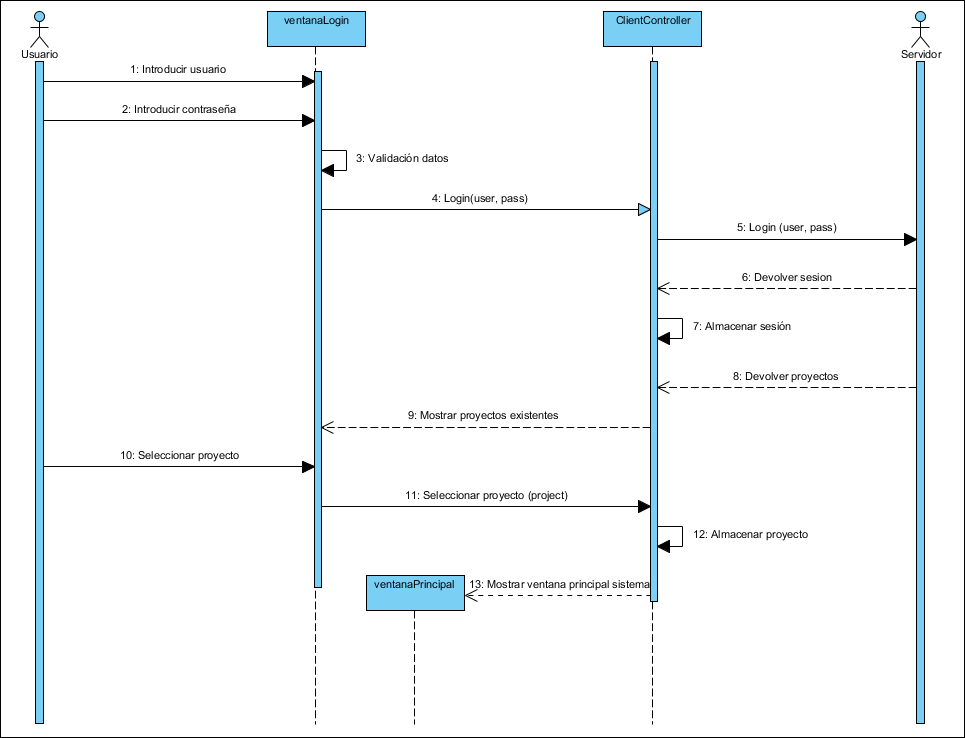 ventanaLogin
ClientController
Usuario
Servidor
1: Introducir usuario
2: Introducir contraseña
3: Validación datos
4: Login(user, pass)
5: Login (user, pass)
6: Devolver sesion
7: Almacenar sesión
8: Devolver proyectos
9: Mostrar proyectos existentes
10: Seleccionar proyecto
11: Seleccionar proyecto (project)
12: Almacenar proyecto
ventanaPrincipal
13: Mostrar ventana principal sistema